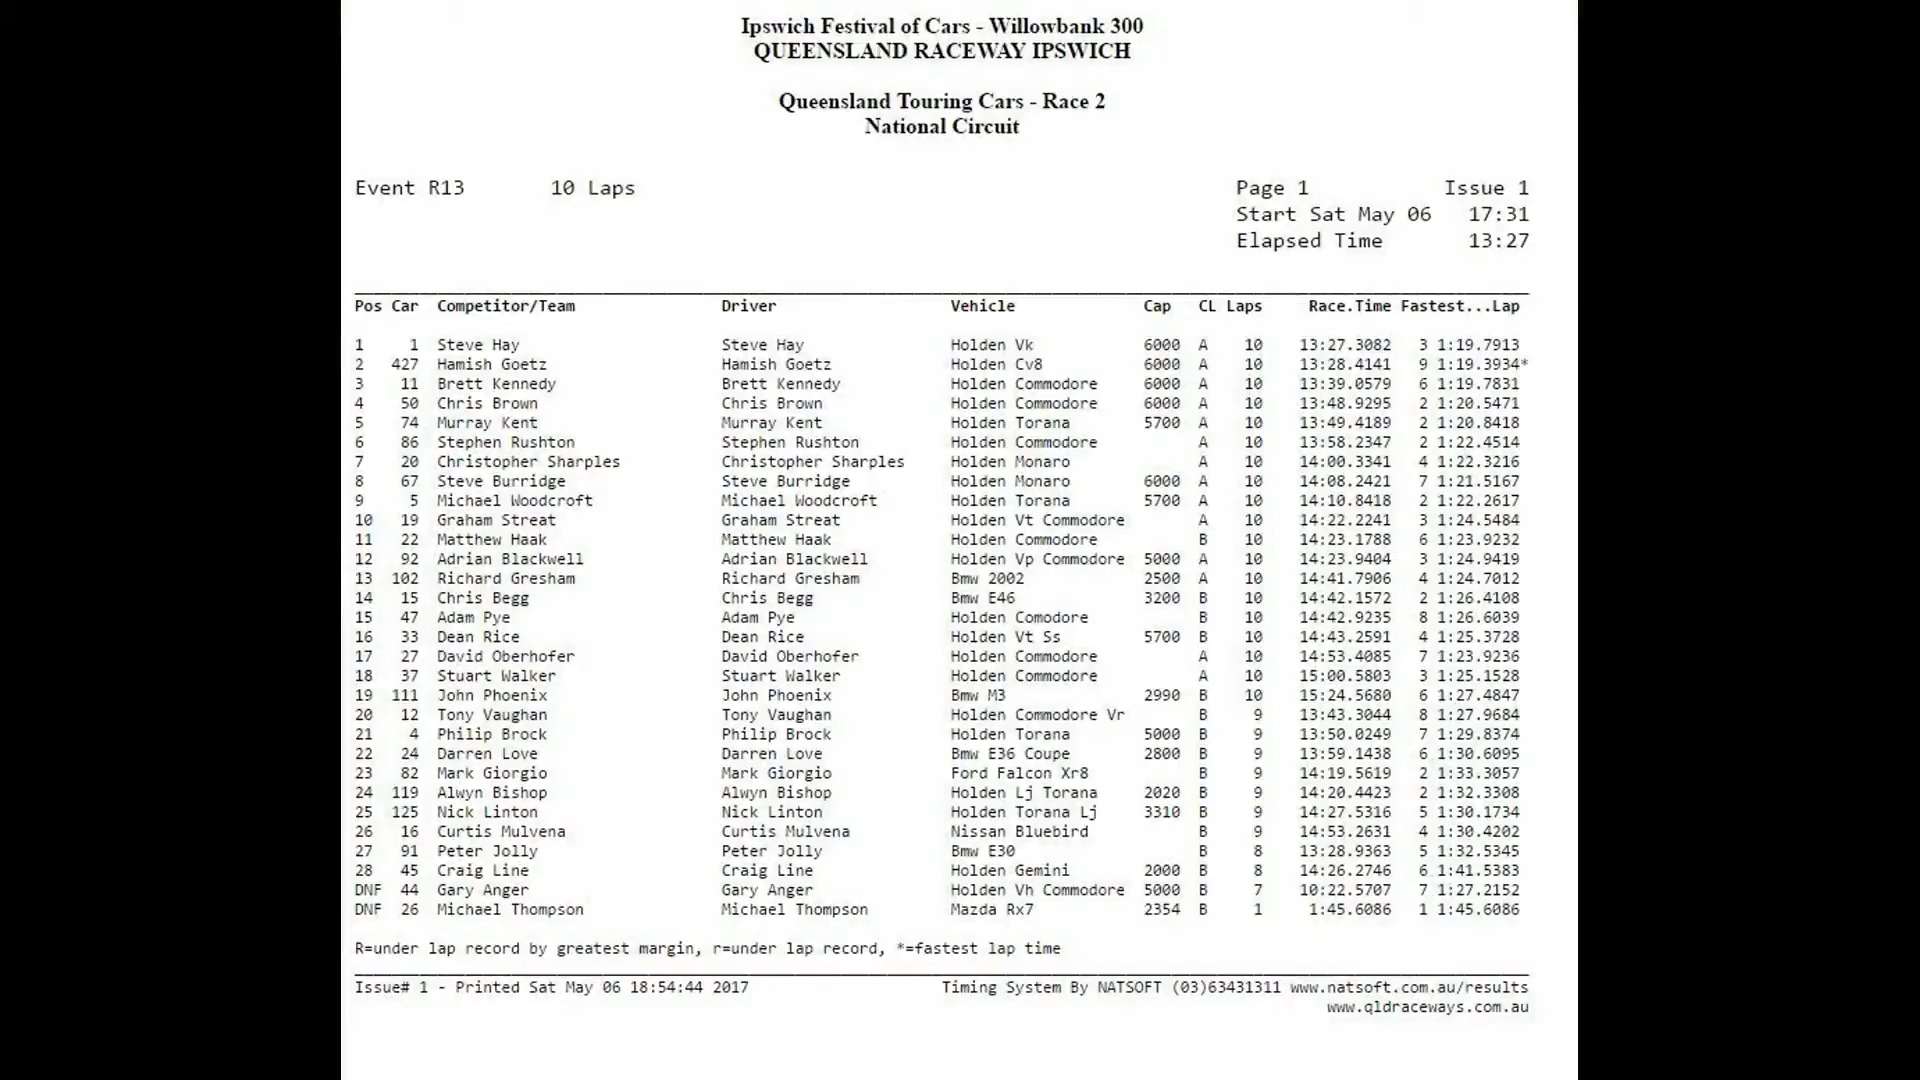 Ipswich Festival of Cars - Willowbank 300
QUEENSLAND RACEWAY IPSWICH
Queensland Touring Cars - Race 2
National Circuit
Event R13 10 Laps Page 1 Issue 1
Start Sat May 06 17:31
Elapsed Time 13:27
Pos Car Competitor/Team Driver Vehicle Cap CL Laps Race.Time Fastest...Lap
1 1 Steve Hay Steve Hay Holden Vk 6000 A 10 13:27.3082 3 1:19.7913
2 427 Hamish Goetz Hamish Goetz Holden Cv8 6000 A 10 13:28.4141 9 1:19.3934*
3 11 Brett Kennedy Brett Kennedy Holden Commodore 6000 A 10 13:39.0579 6 1:19.7831
4 50 Chris Brown Chris Brown Holden Commodore 6000 A 10 13:48.9295 2 1:20.5471
5 74 Murray Kent Murray Kent Holden Torana 5700 A 10 13:49.4189 2 1:20.8418
6 86 Stephen Rushton Stephen Rushton Holden Commodore A 10 13:58.2347 2 1:22.4514
7 20 Christopher Sharples Christopher Sharples Holden Monaro A 10 14:00.3341 4 1:22.3216
8 67 Steve Burridge Steve Burridge Holden Monaro 6000 A 10 14:08.2421 7 1:21.5167
9 5 Michael Woodcroft Michael Woodcroft Holden Torana 5700 A 10 14:10.8418 2 1:22.2617
10 19 Graham Streat Graham Streat Holden Vt Commodore A 10 14:22.2241 3 1:24.5484
11 22 Matthew Haak Matthew Haak Holden Commodore B 10 14:23.1788 6 1:23.9232
12 92 Adrian Blackwell Adrian Blackwell Holden Vp Commodore 5000 A 10 14:23.9404 3 1:24.9419
13 102 Richard Gresham Richard Gresham Bmw 2002 2500 A 10 14:41.7906 4 1:24.7012
14 15 Chris Begg Chris Begg Bmw E46 3200 B 10 14:42.1572 2 1:26.4108
15 47 Adam Pye Adam Pye Holden Comodore B 10 14:42.9235 8 1:26.6039
16 33 Dean Rice Dean Rice Holden Vt Ss 5700 B 10 14:43.2591 4 1:25.3728
17 27 David Oberhofer David Oberhofer Holden Commodore A 10 14:53.4085 7 1:23.9236
18 37 Stuart Walker Stuart Walker Holden Commodore A 10 15:00.5803 3 1:25.1528
19 111 John Phoenix John Phoenix Bmw M3 2990 B 10 15:24.5680 6 1:27.4847
20 12 Tony Vaughan Tony Vaughan Holden Commodore Vr B 9 13:43.3044 8 1:27.9684
21 4 Philip Brock Philip Brock Holden Torana 5000 B 9 13:50.0249 7 1:29.8374
22 24 Darren Love Darren Love Bmw E36 Coupe 2800 B 9 13:59.1438 6 1:30.6095
23 82 Mark Giorgio Mark Giorgio Ford Falcon Xr8 B 9 14:19.5619 2 1:33.3057
24 119 Alwyn Bishop Alwyn Bishop Holden Lj Torana 2020 B 9 14:20.4423 2 1:32.3308
25 125 Nick Linton Nick Linton Holden Torana Lj 3310 B 9 14:27.5316 5 1:30.1734
26 16 Curtis Mulvena Curtis Mulvena Nissan Bluebird B 9 14:53.2631 4 1:30.4202
27 91 Peter Jolly Peter Jolly Bmw E30 B 8 13:28.9363 5 1:32.5345
28 45 Craig Line Craig Line Holden Gemini 2000 B 8 14:26.2746 6 1:41.5383
DNF 44 Gary Anger Gary Anger Holden Vh Commodore 5000 B 7 10:22.5707 7 1:27.2152
DNF 26 Michael Thompson Michael Thompson Mazda Rx7 2354 B 1 1:45.6086 1 1:45.6086
R=under lap record by greatest margin, r=under lap record, *=fastest lap time
Issue# 1 - Printed Sat May 06 18:54:44 2017 Timing System By NATSOFT (03)63431311 www.natsoft.com.au/results
www.qldraceways.com.au